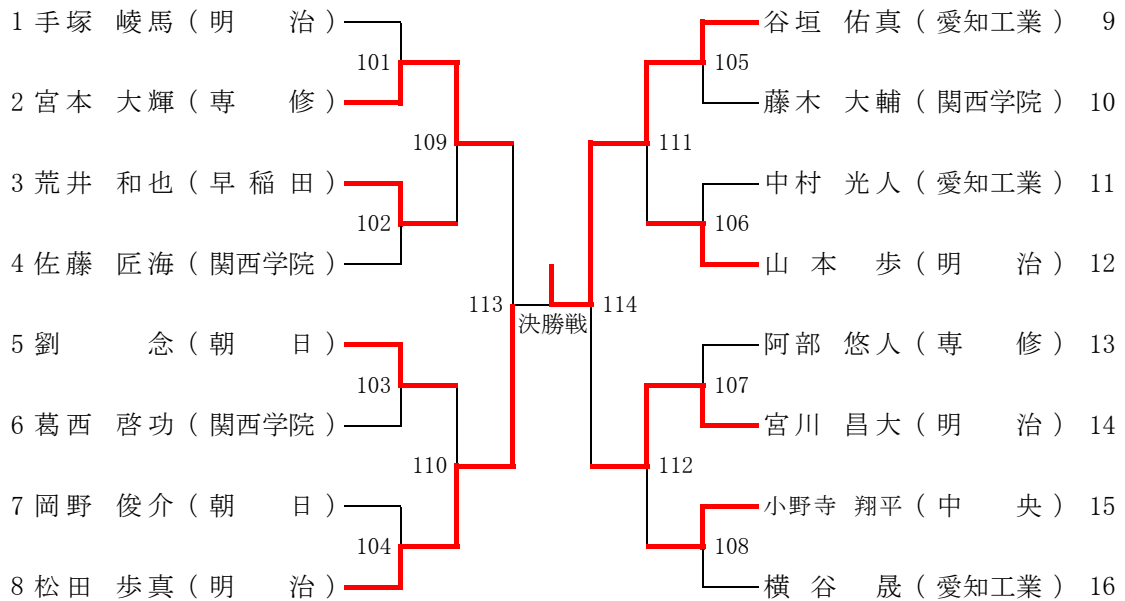 1 手塚 崚馬 ( 明 治 )
101
2 宮本 大輝 ( 専 修 )
109
3 荒井 和也 ( 早 稲 田 )
102
4 佐藤 匠海 ( 関西学院 )
113
5 劉 念 ( 朝 日 )
103
6 葛西 啓功 ( 関西学院 )
110
7 岡野 俊介 ( 朝 日 )
104
8 松田 歩真 ( 明 治 )
決勝戦
谷垣 佑真 ( 愛知工業 ) 9
105
藤木 大輔 ( 関西学院 ) 10
111
中村 光人 ( 愛知工業 ) 11
106
山本 歩 ( 明 治 ) 12
114
阿部 悠人 ( 専 修 ) 13
107
宮川 昌大 ( 明 治 ) 14
112
小野寺 翔平 ( 中 央 ) 15
108
横谷 晟 ( 愛知工業 ) 16